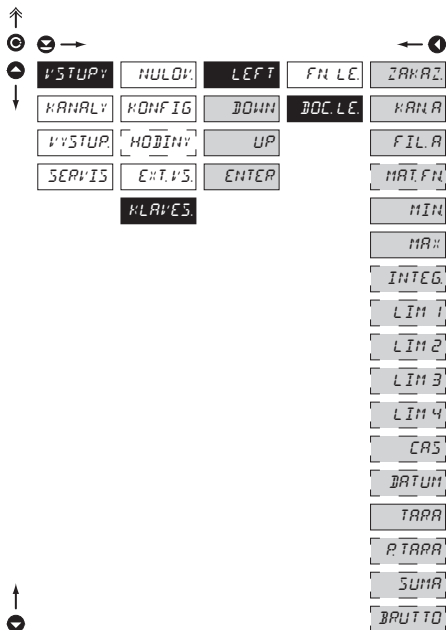 VSTUPY NULOV. LEFT FN. LE. ZAKAZ.
KANALY KONFIG DOWN DOC. LE. KAN. A
VYSTUP. HODINY UP FIL. A
SERVIS EXT. VS. ENTER MAT. FN.
KLAVES. MIN.
MAX
INTEG.
LIM 1
LIM 2
LIM 3
LIM 4
CAS
DATUM
TARA
P. TARA
SUMA
BRUTTO